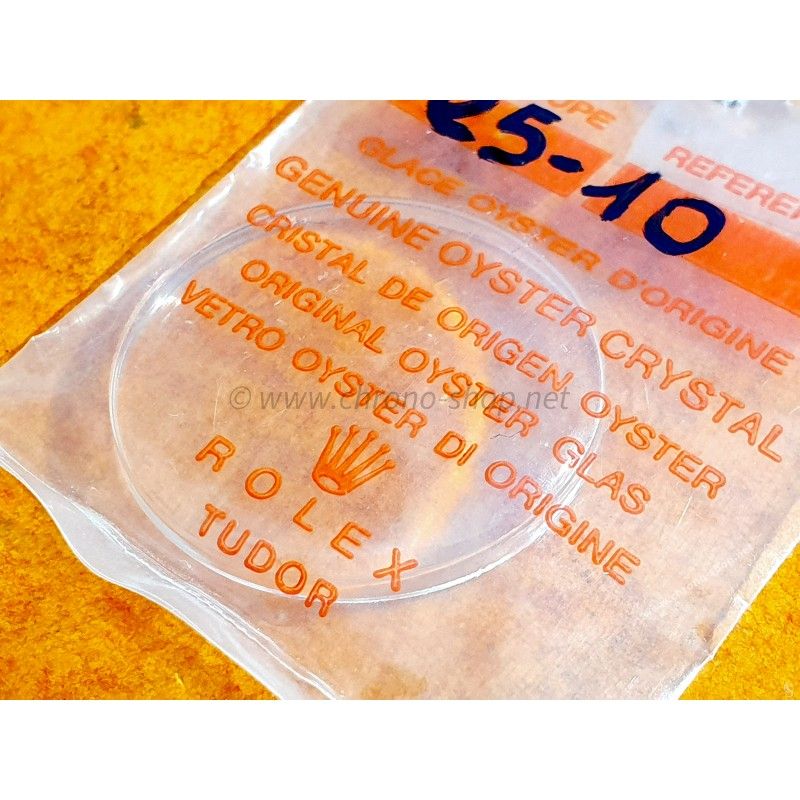 25-10
REFEREN
GLACE OYSTER D'ORIGINE
GENUINE OYSTER CRYSTAL
CRISTAL DE ORIGEN OYSTER
ORIGINAL OYSTER GLAS
VETRO OYSTER DI ORIGINE
ROLEX
TUDOR
© www.chrono-shop.net